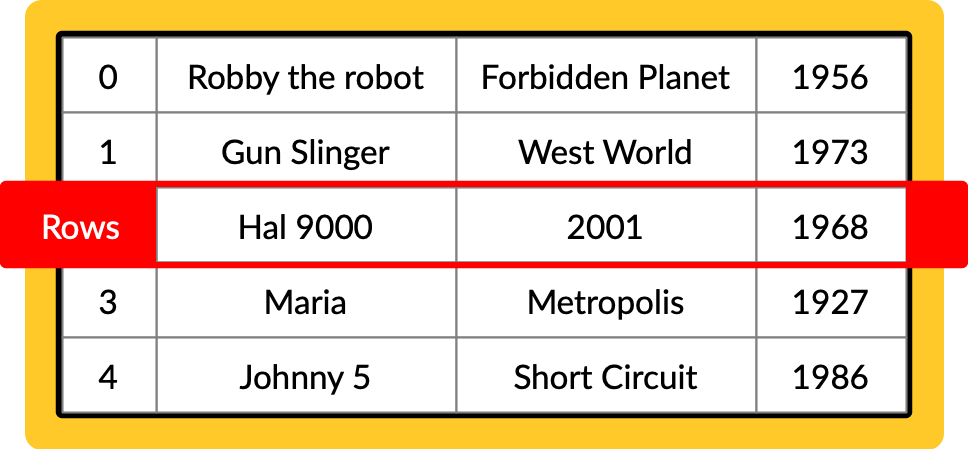 0 Robby the robot Forbidden Planet 1956
1 Gun Slinger West World 1973
Rows Hal 9000 2001 1968
3 Maria Metropolis 1927
4 Johnny 5 Short Circuit 1986